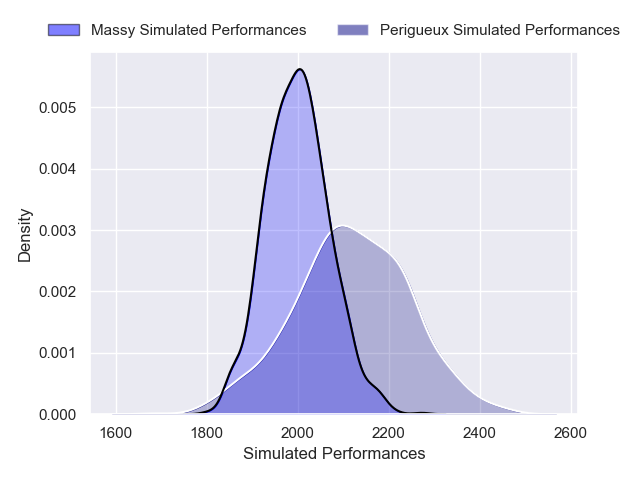 Massy Simulated Performances Perigueux Simulated Performances
0.005
0.004
0.003
0.002
0.001
0.000
Density
1600 1800 2000 2200 2400 2600
Simulated Performances